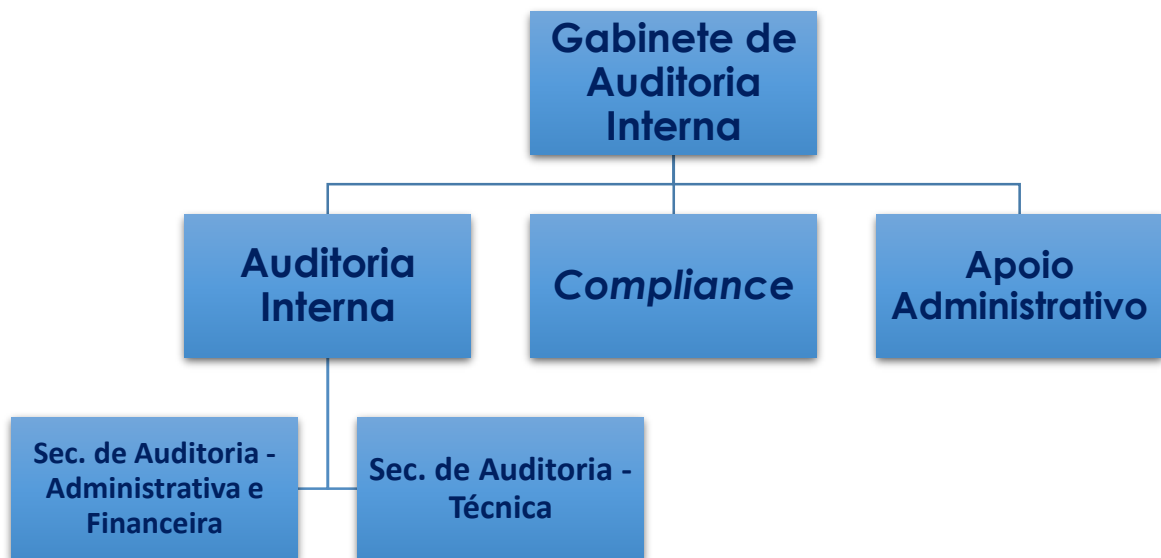 Gabinete de
Auditoria
Interna
Auditoria
Interna
Compliance
Apoio
Administrativo
Sec. de Auditoria -
Administrativa e
Financeira
Sec. de Auditoria -
Técnica